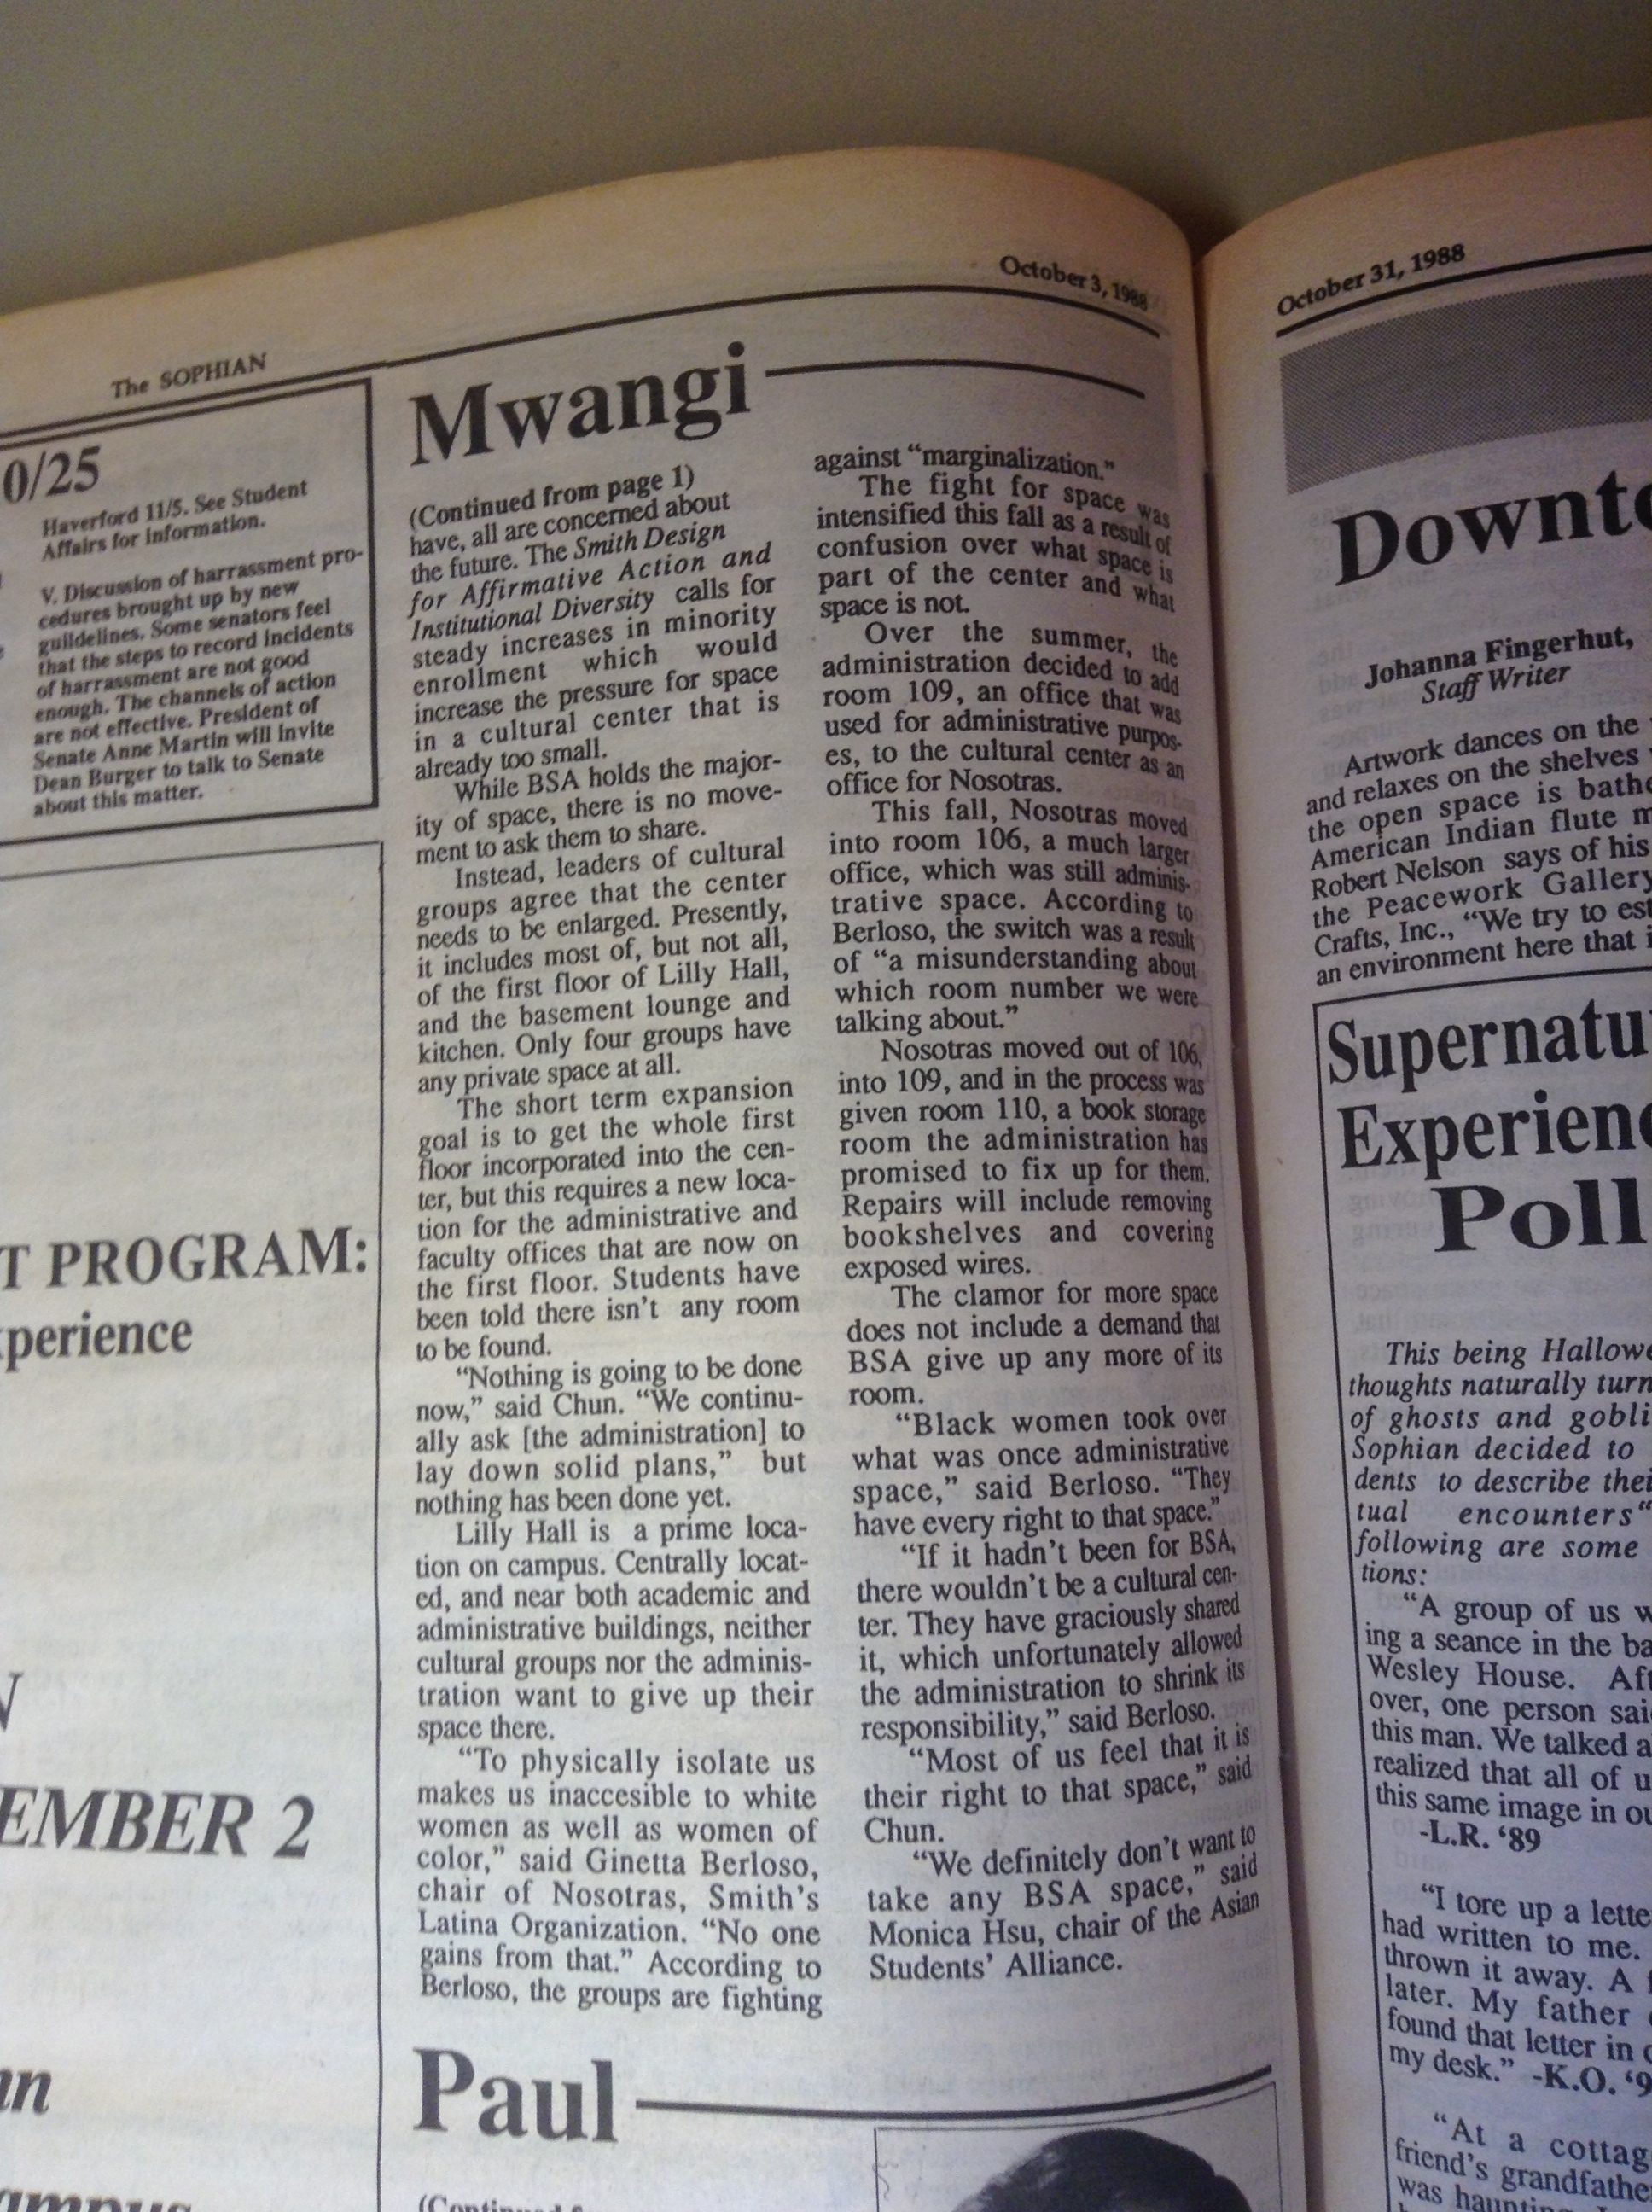 The SOPHIAN
October 3, 1988
0/25
Haverford 11/5. See Student
Affairs for information.
V. Discussion of harrassment pro-
cedures brought up by new
guildelines. Some senators feel
that the steps to record incidents
of harrassment are not good
enough. The channels of action
are not effective. President of
Senate Anne Martin will invite
Dean Burger to talk to Senate
about this matter.
T PROGRAM:
perience
EMBER 2
Mwangi
(Continued from page 1)
have, all are concerned about
the future. The Smith Design
for Affirmative Action and
Institutional Diversity calls for
steady increases in minority
enrollment which would
increase the pressure for space
in a cultural center that is
already too small.
While BSA holds the major-
ity of space, there is no move-
ment to ask them to share.
Instead, leaders of cultural
groups agree that the center
needs to be enlarged. Presently,
it includes most of, but not all,
of the first floor of Lilly Hall,
and the basement lounge and
kitchen. Only four groups have
any private space at all.
The short term expansion
goal is to get the whole first
floor incorporated into the cen-
ter, but this requires a new loca-
tion for the administrative and
faculty offices that are now on
the first floor. Students have
been told there isn't any room
to be found.
"Nothing is going to be done
now," said Chun. "We continu-
ally ask [the administration] to
lay down solid plans," but
nothing has been done yet.
Lilly Hall is a prime loca-
tion on campus. Centrally locat-
ed, and near both academic and
administrative buildings, neither
cultural groups nor the adminis-
tration want to give up their
space there.
"To physically isolate us
makes us inaccesible to white
women as well as women of
color," said Ginetta Berloso,
chair of Nosotras, Smith's
Latina Organization. "No one
gains from that." According to
Berloso, the groups are fighting
against "marginalization."
The fight for space was
intensified this fall as a result of
confusion over what space is
part of the center and what
space is not.
Over the summer, the
administration decided to add
room 109, an office that was
used for administrative purpos-
es, to the cultural center as an
office for Nosotras.
This fall, Nosotras moved
into room 106, a much larger
office, which was still adminis-
trative space. According to
Berloso, the switch was a result
of "a misunderstanding about
which room number we were
talking about."
Nosotras moved out of 106,
into 109, and in the process was
given room 110, a book storage
room the administration has
promised to fix up for them.
Repairs will include removing
bookshelves and covering
exposed wires.
The clamor for more space
does not include a demand that
BSA give up any more of its
room.
"Black women took over
what was once administrative
space," said Berloso. "They
have every right to that space."
"If it hadn't been for BSA,
there wouldn't be a cultural cen-
ter. They have graciously shared
it, which unfortunately allowed
the administration to shrink its
responsibility," said Berloso.
"Most of us feel that it is
their right to that space," said
Chun.
"We definitely don't want to
take any BSA space," said
Monica Hsu, chair of the Asian
Students' Alliance.
Paul
October 31, 1988
Downto
Johanna Fingerhut,
Staff Writer
Artwork dances on the
and relaxes on the shelves
the open space is bathe
American Indian flute m
Robert Nelson says of his
the Peacework Gallery
Crafts, Inc., "We try to est
an environment here that i
Supernatu
Experienc
Poll
This being Hallowe
thoughts naturally turn
of ghosts and gobli
Sophian decided to
dents to describe thei
tual encounters"
following are some
tions:
"A group of us w
ing a seance in the ba
Wesley House. Aft
over, one person sai
this man. We talked a
realized that all of u
this same image in ou
-L.R. '89
"I tore up a lette
had written to me.
thrown it away. A
later. My father
found that letter in
my desk." -K.O. '9
"At a cottag
friend's grandfathe
was haunting